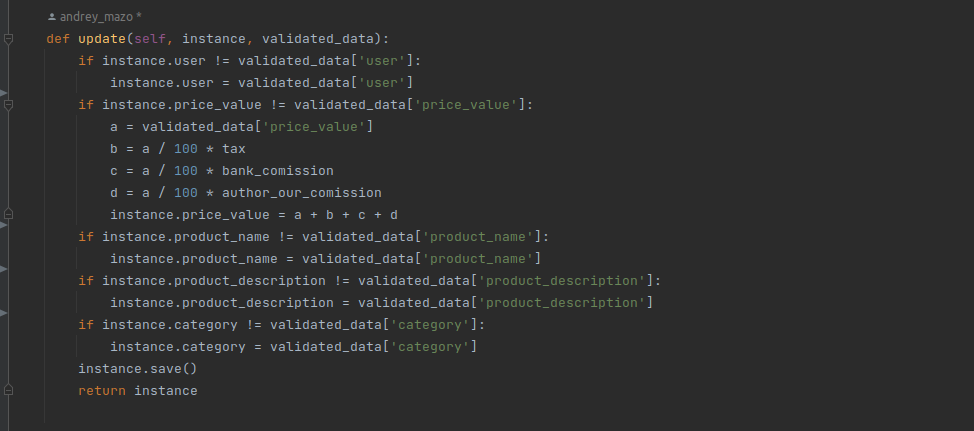 andrey_mazo *
def update(self, instance, validated_data):
    if instance.user != validated_data['user']:
        instance.user = validated_data['user']
    if instance.price_value != validated_data['price_value']:
        a = validated_data['price_value']
        b = a / 100 * tax
        c = a / 100 * bank_comission
        d = a / 100 * author_our_comission
        instance.price_value = a + b + c + d
    if instance.product_name != validated_data['product_name']:
        instance.product_name = validated_data['product_name']
    if instance.product_description != validated_data['product_description']:
        instance.product_description = validated_data['product_description']
    if instance.category != validated_data['category']:
        instance.category = validated_data['category']
    instance.save()
    return instance